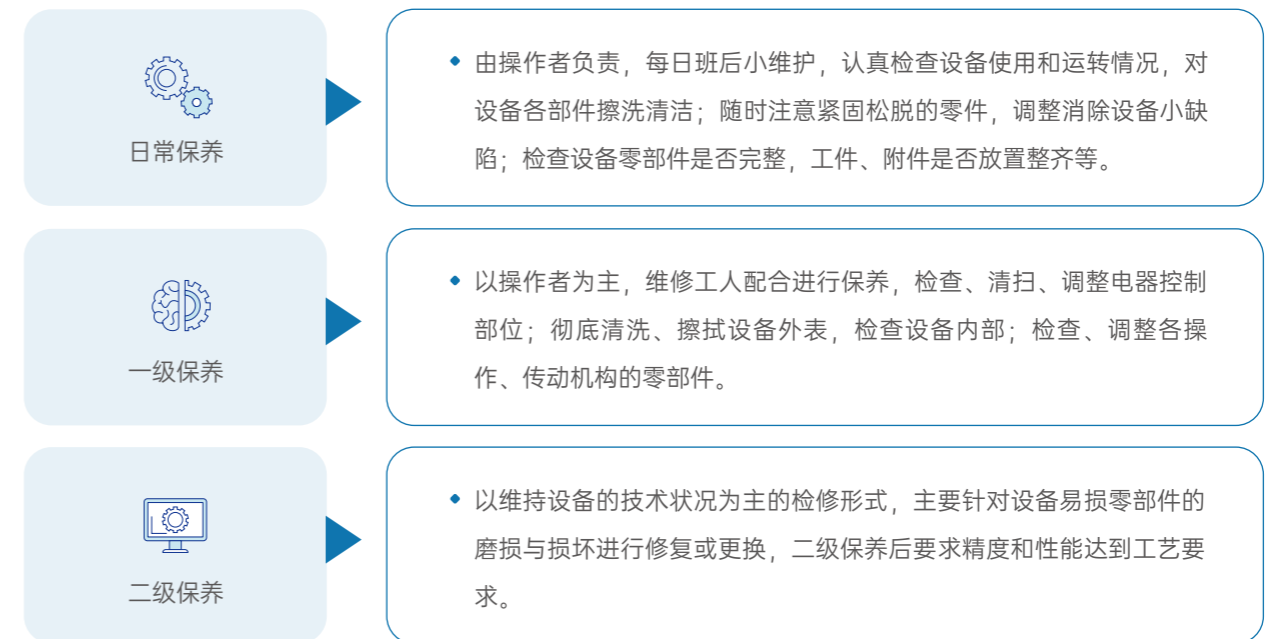 日常保养
• 由操作者负责，每日班后小维护，认真检查设备使用和运转情况，对
设备各部件擦洗清洁；随时注意紧固松脱的零件，调整消除设备小缺
陷；检查设备零部件是否完整，工件、附件是否放置整齐等。
一级保养
• 以操作者为主，维修工人配合进行保养，检查、清扫、调整电器控制
部位；彻底清洗、擦拭设备外表，检查设备内部；检查、调整各操
作、传动机构的零部件。
二级保养
• 以维持设备的技术状况为主的检修形式，主要针对设备易损零部件的
磨损与损坏进行修复或更换，二级保养后要求精度和性能达到工艺要
求。